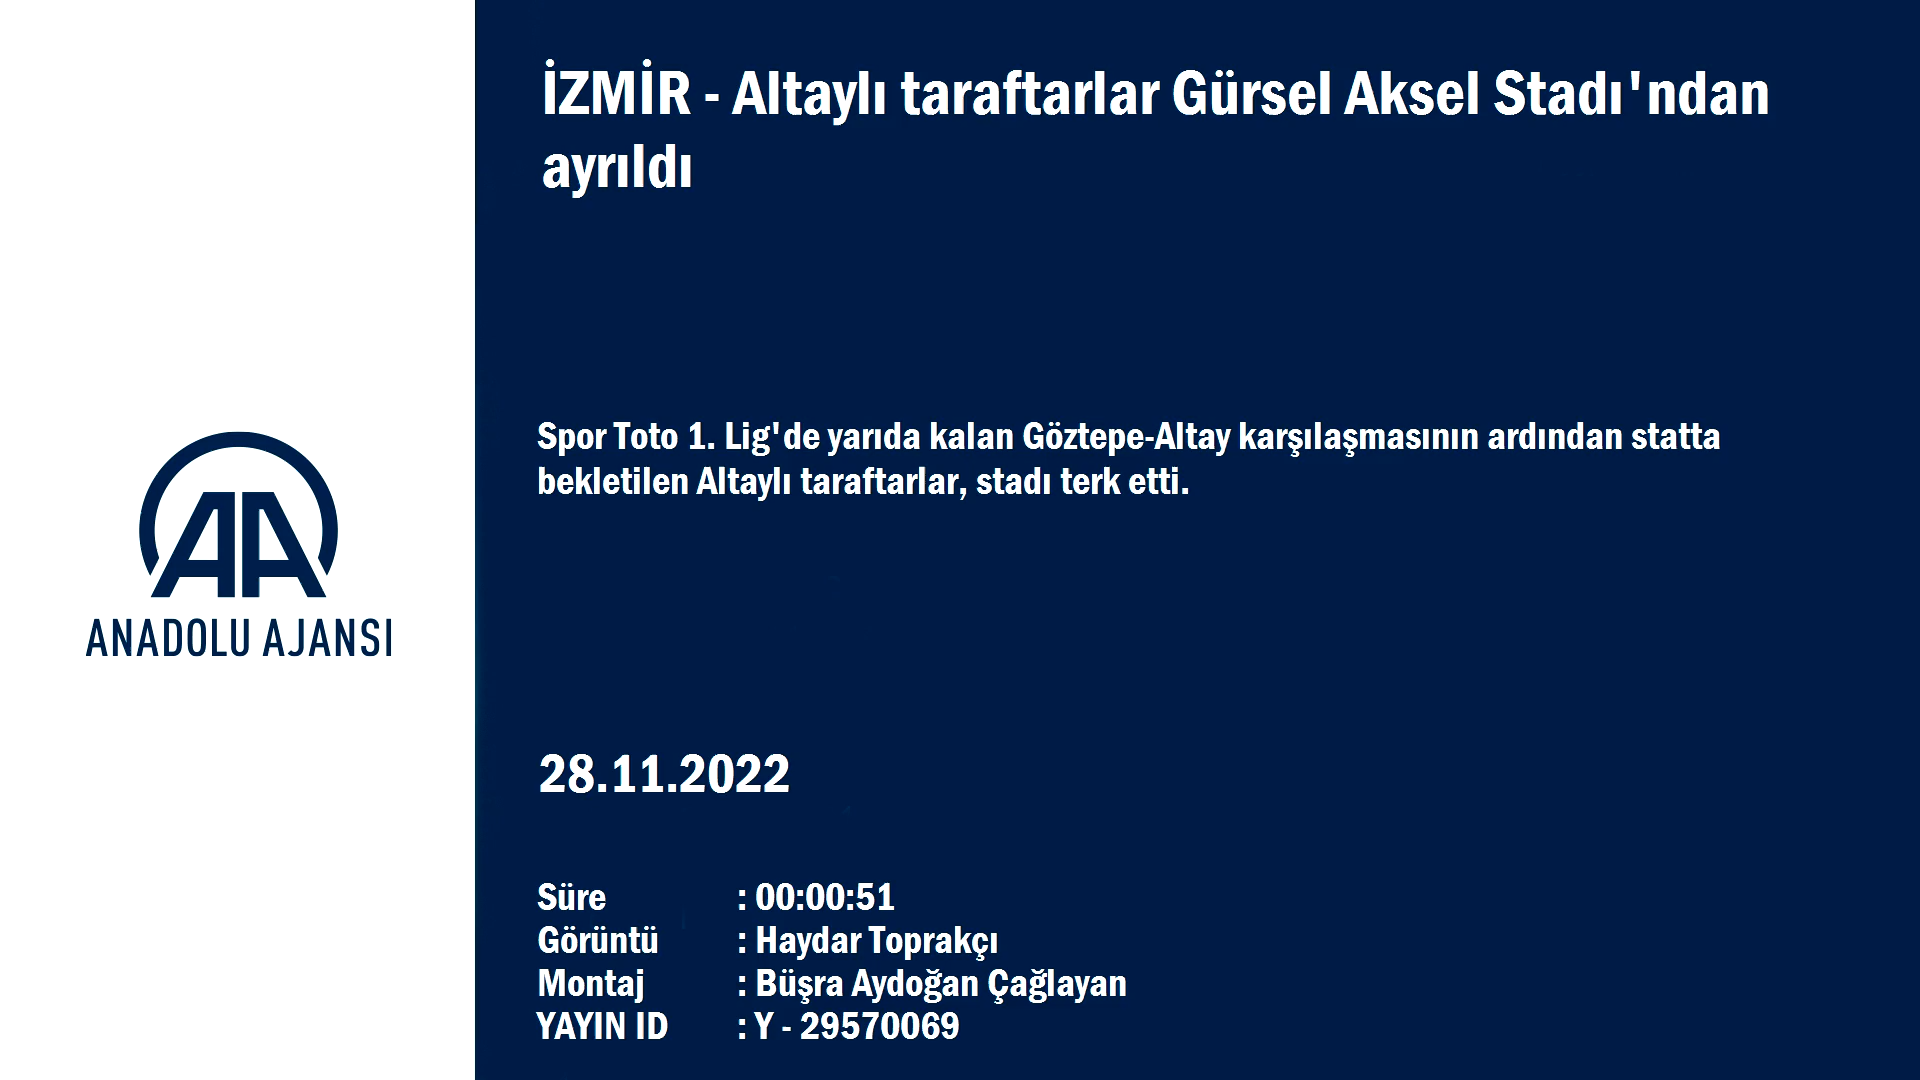 İZMİR - Altaylı taraftarlar Gürsel Aksel Stadı'ndan
ayrıldı
Spor Toto 1. Lig'de yarıda kalan Göztepe-Altay karşılaşmasının ardından statta
bekletilen Altaylı taraftarlar, stadı terk etti.
AA
ANADOLU AJANSI
28.11.2022
Süre : 00:00:51
Görüntü : Haydar Toprakçı
Montaj : Büşra Aydoğan Çağlayan
YAYIN ID : Y - 29570069